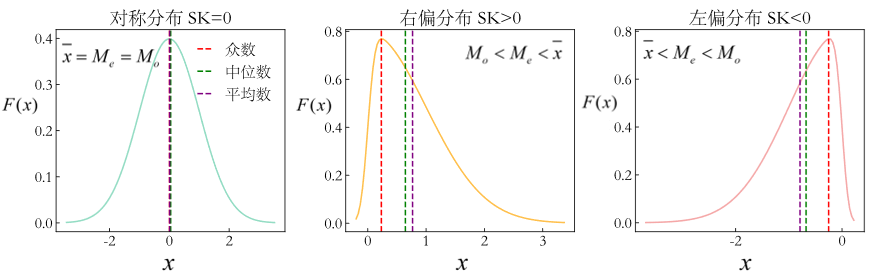 对称分布 SK=0
x̅ = Mₑ = Mₒ
众数
中位数
平均数
F(x)
0.4
0.3
0.2
0.1
0.0
-2
0
2
x
右偏分布 SK>0
Mₒ < Mₑ < x̅
F(x)
0.8
0.6
0.4
0.2
0.0
0
1
2
3
x
左偏分布 SK<0
x̅ < Mₑ < Mₒ
F(x)
0.8
0.6
0.4
0.2
0.0
-2
0
x